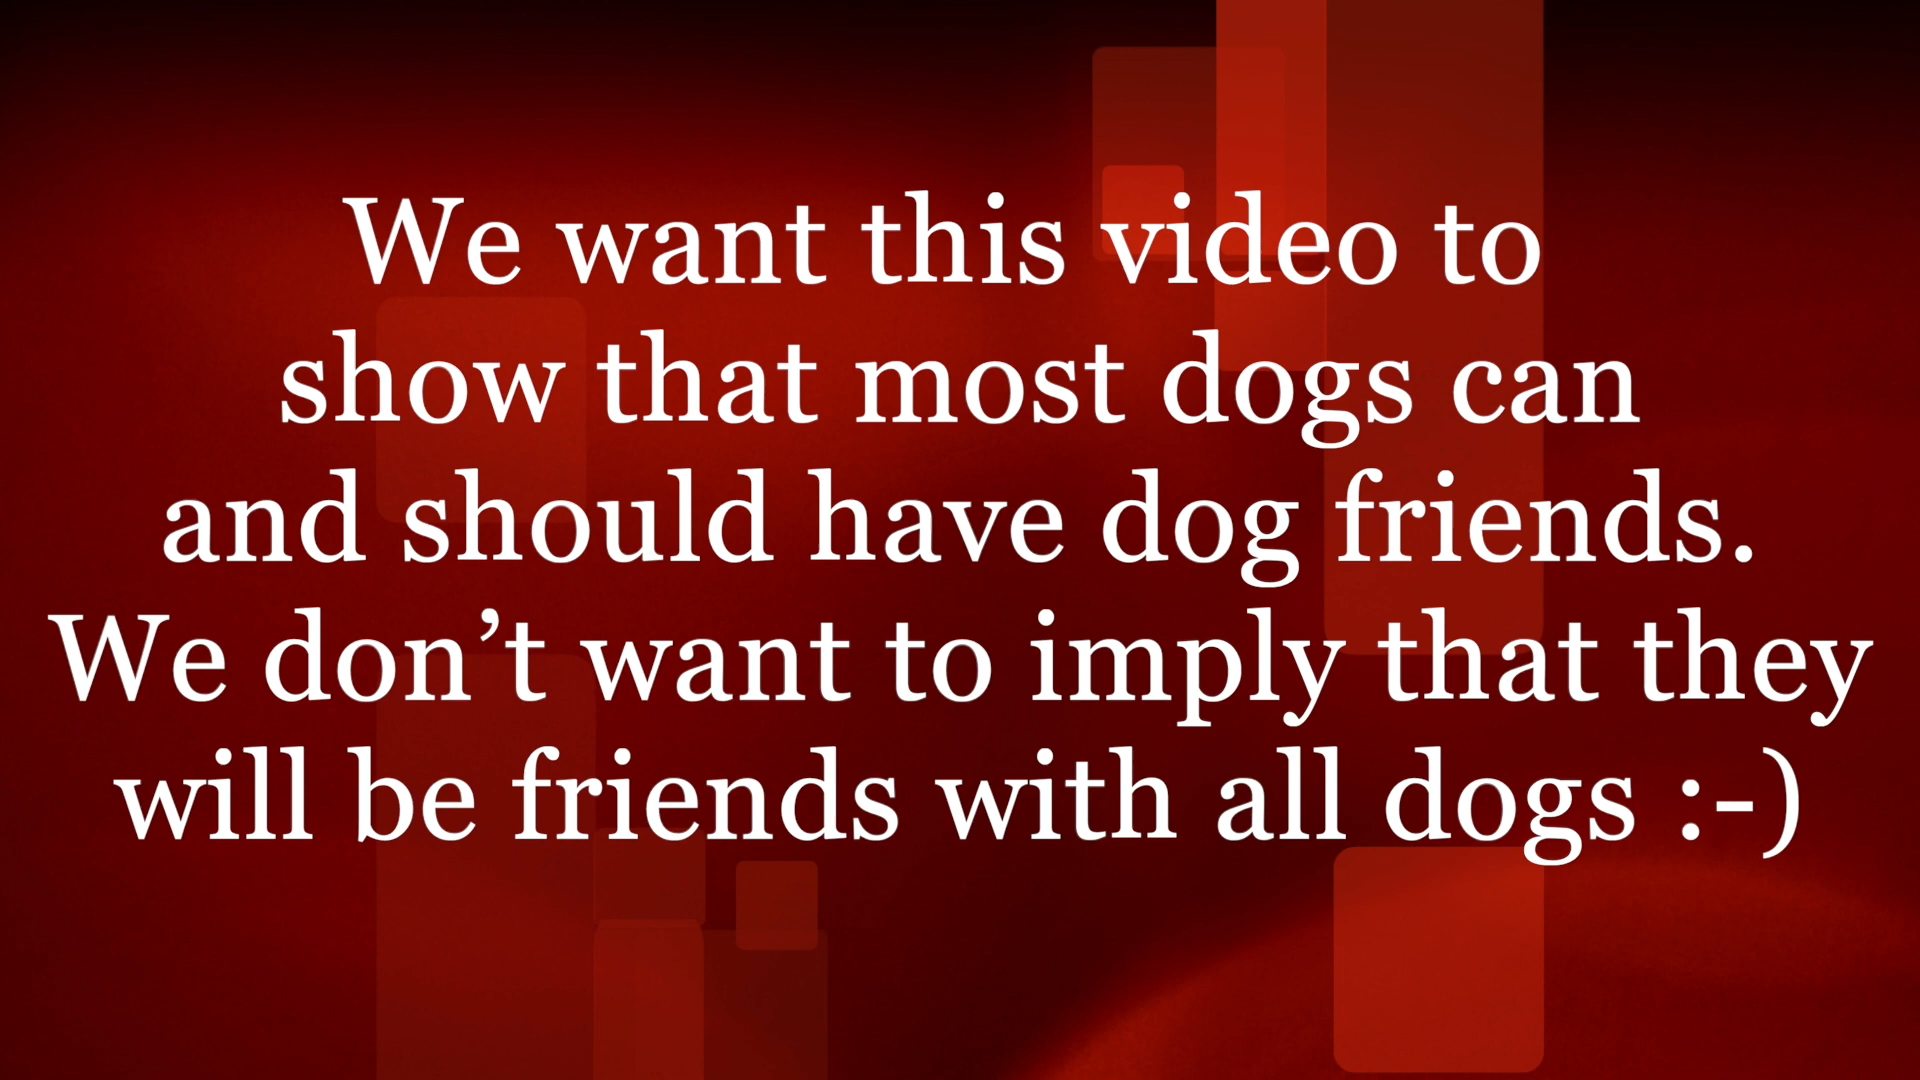 We want this video to
show that most dogs can
and should have dog friends.
We don’t want to imply that they
will be friends with all dogs :-)